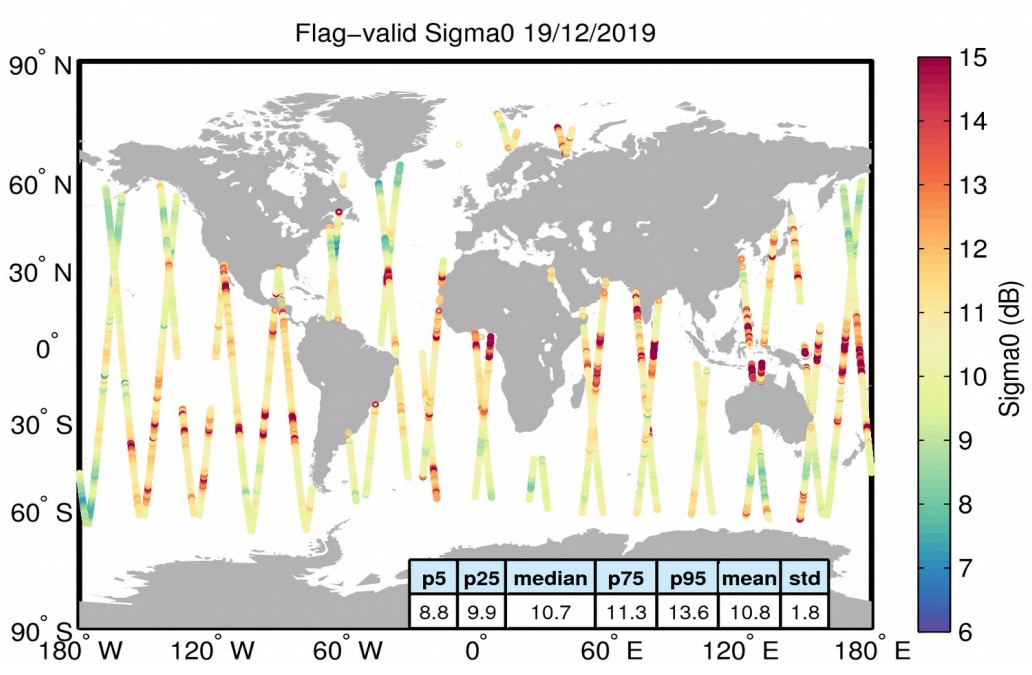 Flag−valid Sigma0 19/12/2019
90° N
60° N
30° N
0°
30° S
60° S
90° S
180° W
120° W
60° W
0°
60° E
120° E
180° E
15
14
13
12
11
10
9
8
7
6
Sigma0 (dB)
p5 p25 median p75 p95 mean std
8.8 9.9 10.7 11.3 13.6 10.8 1.8